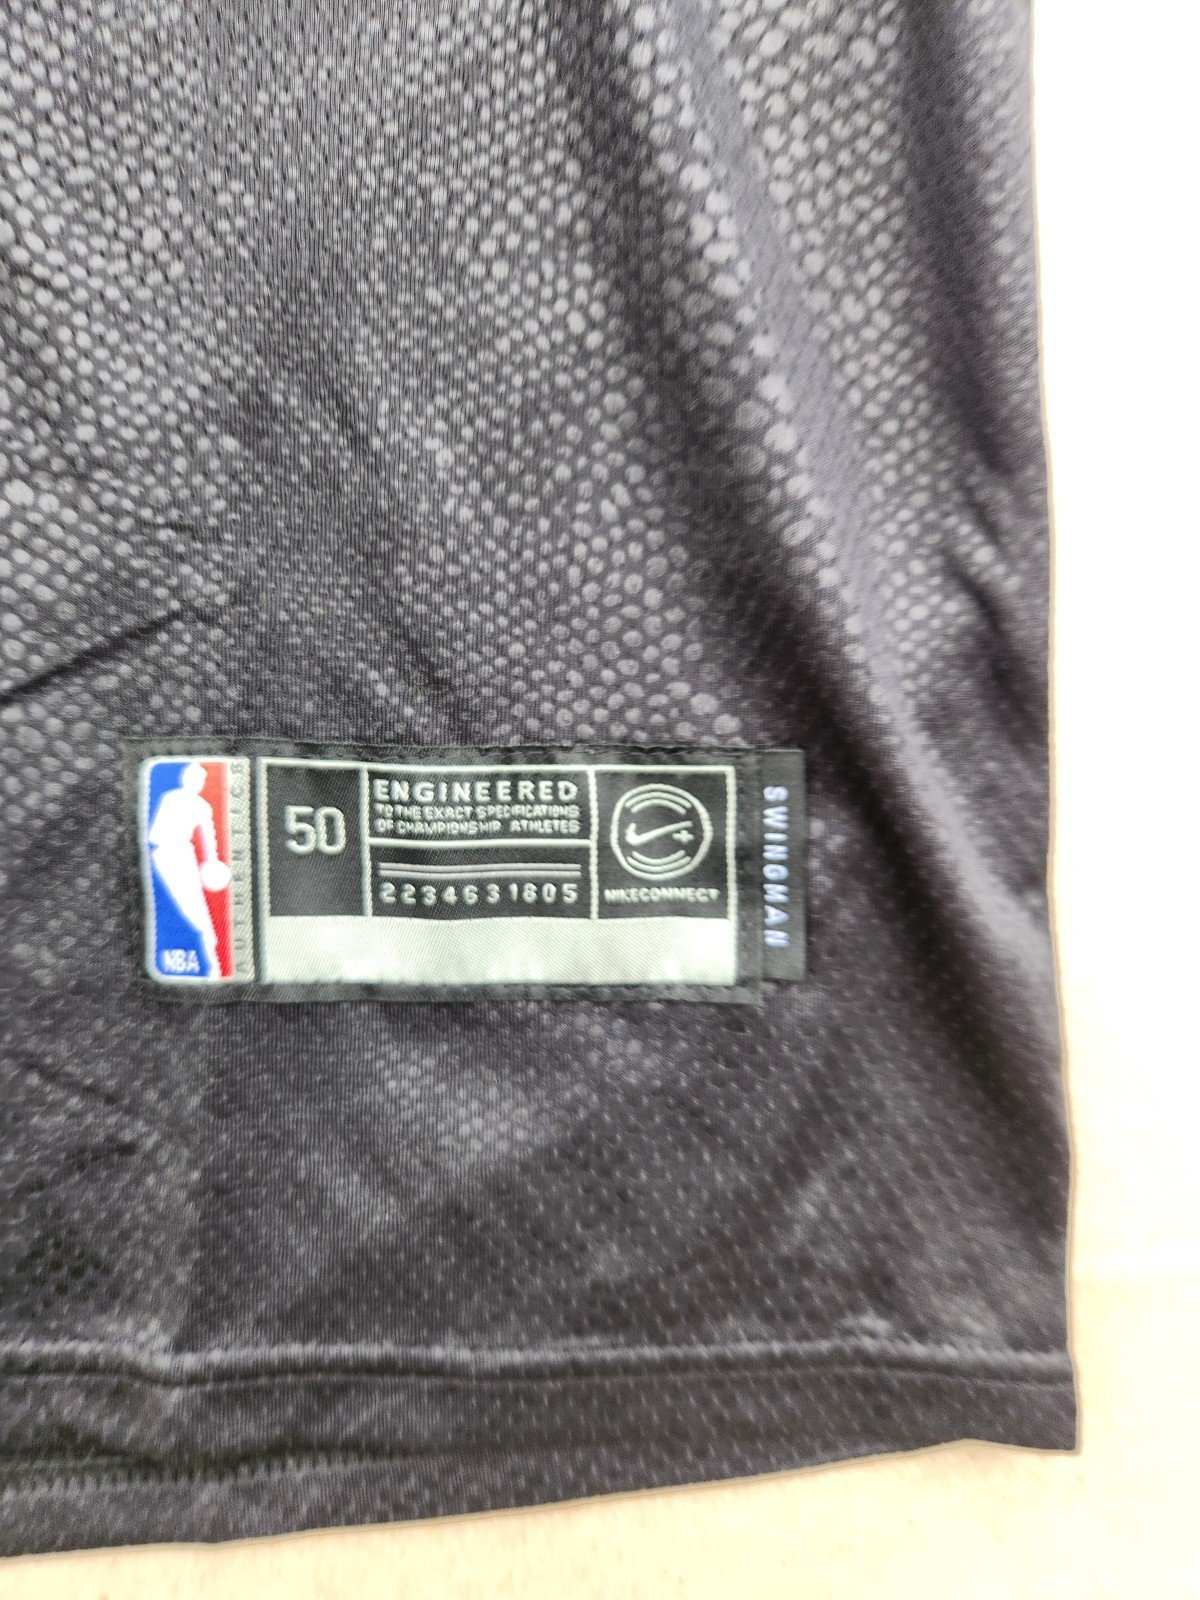 NBA
AUTHENTICS
50
ENGINEERED
TO THE EXACT SPECIFICATIONS
OF CHAMPIONSHIP ATHLETES
2234631805
NIKECONNECT
SWINGMAN